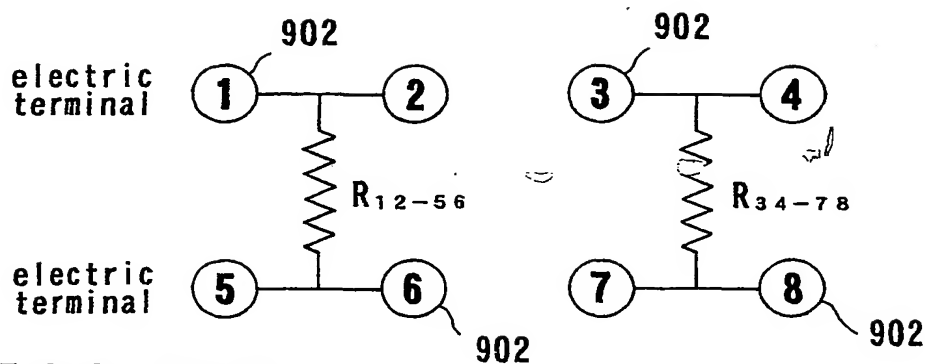 902 902
electric terminal 1 2 3 4
R12-56 R34-78
electric terminal 5 6 7 8
902 902